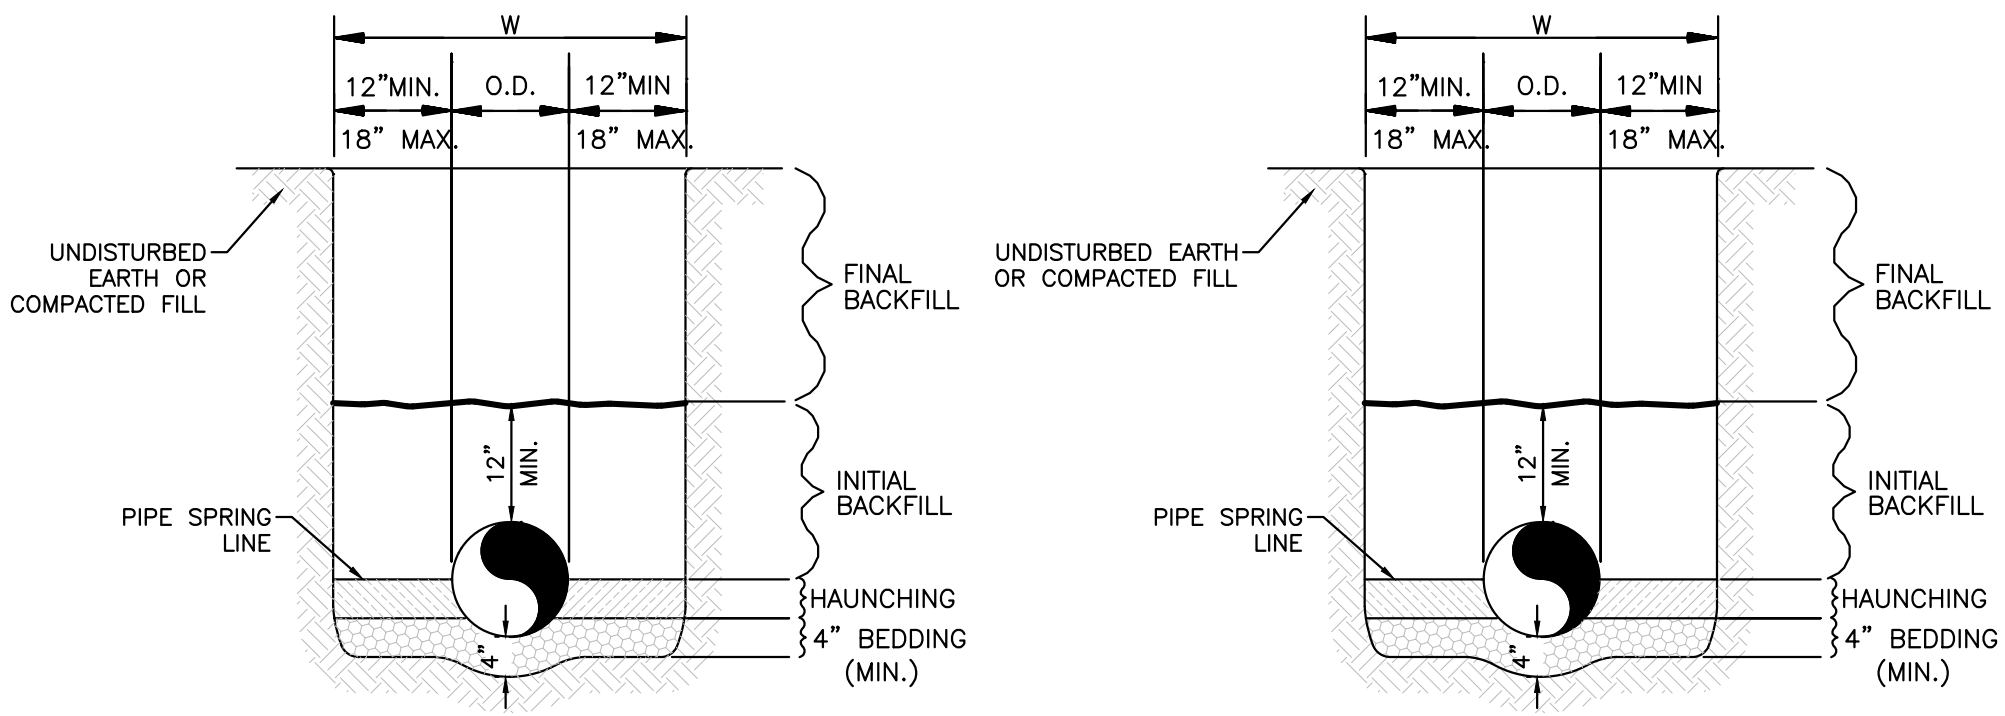 W
12”MIN.
O.D.
12”MIN
18” MAX.
18” MAX.
UNDISTURBED
EARTH OR
COMPACTED FILL
FINAL
BACKFILL
12”
MIN.
INITIAL
BACKFILL
PIPE SPRING
LINE
HAUNCHING
4”
4” BEDDING
(MIN.)
W
12”MIN.
O.D.
12”MIN
18” MAX.
18” MAX.
UNDISTURBED EARTH
OR COMPACTED FILL
FINAL
BACKFILL
12”
MIN.
INITIAL
BACKFILL
PIPE SPRING
LINE
HAUNCHING
4”
4” BEDDING
(MIN.)